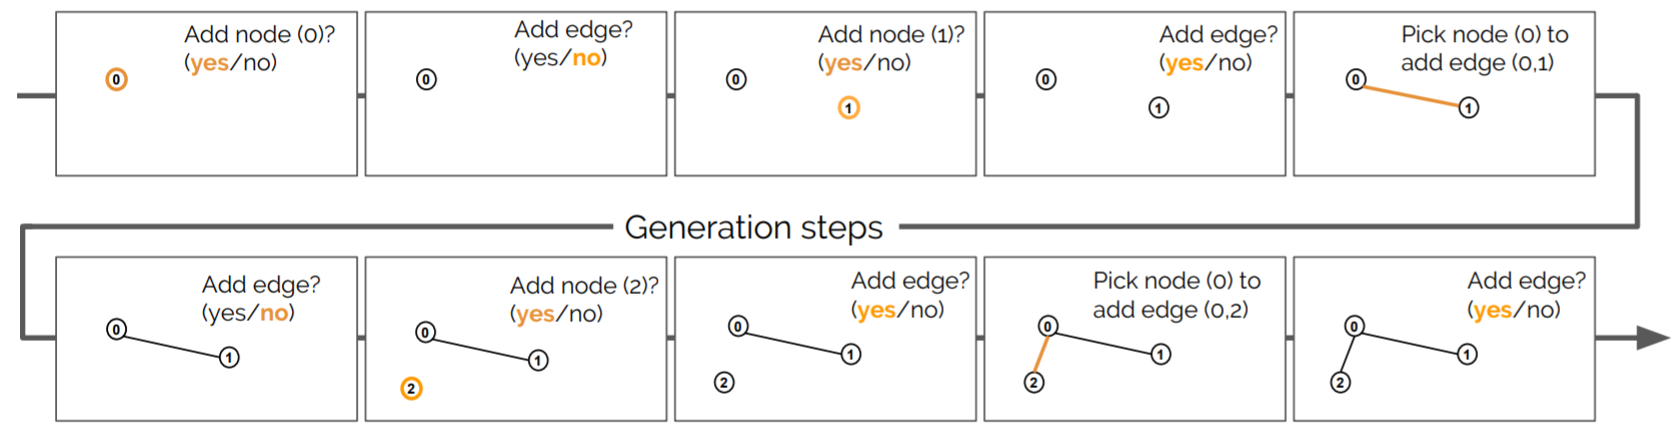 Add node (0)?
(yes/no)
0
Add edge?
(yes/no)
0
Add node (1)?
(yes/no)
0
1
Add edge?
(yes/no)
0
1
Pick node (0) to
add edge (0,1)
0
1
Generation steps
Add edge?
(yes/no)
0
1
Add node (2)?
(yes/no)
0
1
2
Add edge?
(yes/no)
0
1
2
Pick node (0) to
add edge (0,2)
0
1
2
Add edge?
(yes/no)
0
1
2